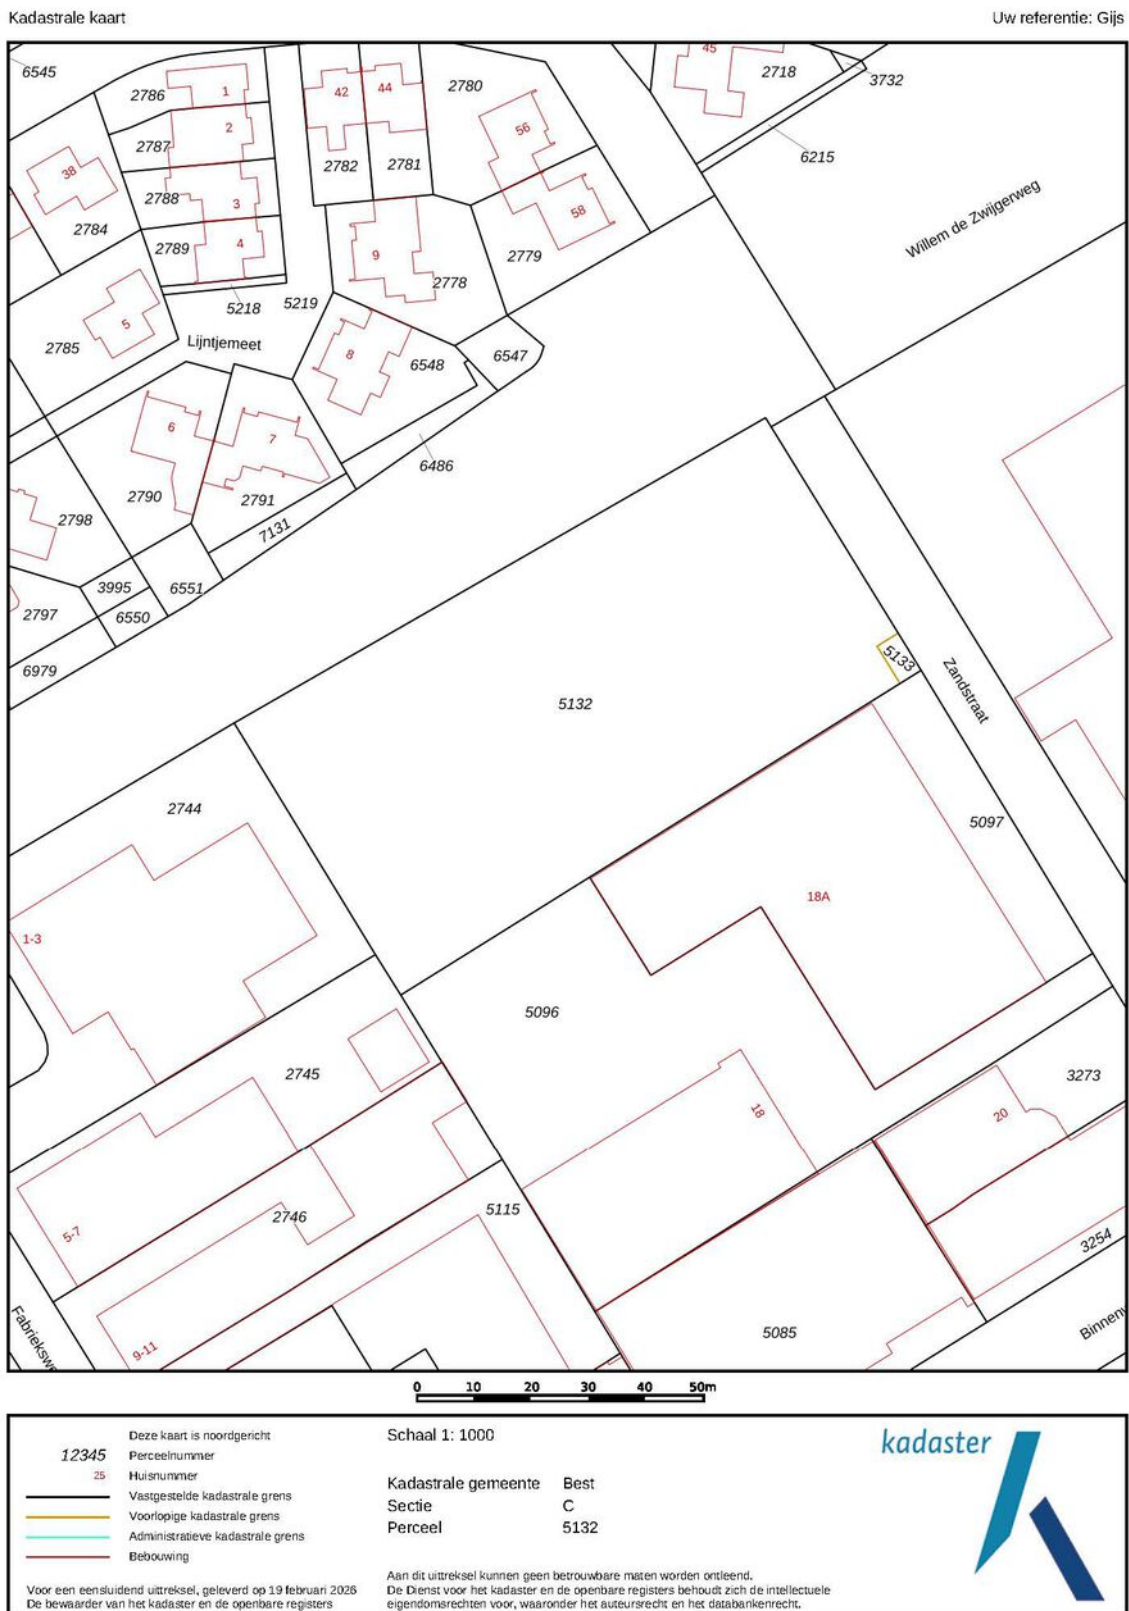 Kadastrale kaart
Uw referentie: Gijs
6545
2786
1
42
44
2780
45
2718
3732
2787
2
56
6215
38
2782
2781
2788
3
58
2784
2789
4
9
2779
Willem de Zwijgerweg
5
5218
5219
2778
2785
Lijntjemeet
8
6548
6547
6
7
6486
2790
2791
2798
7131
3995
6551
2797
6550
6979
5133
5132
Zandstraat
2744
5097
18A
1-3
5096
2745
3273
18
20
2746
5115
5-7
3254
Fabriekswe
9-11
5085
Binnenw
0 10 20 30 40 50m
Deze kaart is noordgericht
12345 Perceelnummer
25 Huisnummer
Vastgestelde kadastrale grens
Voorlopige kadastrale grens
Administratieve kadastrale grens
Bebouwing
Voor een eensluidend uittreksel, geleverd op 19 februari 2026
De bewaarder van het kadaster en de openbare registers
Schaal 1: 1000
Kadastrale gemeente Best
Sectie C
Perceel 5132
Aan dit uittreksel kunnen geen betrouwbare maten worden ontleend.
De Dienst voor het kadaster en de openbare registers behoudt zich de intellectuele
eigendomsrechten voor, waaronder het auteursrecht en het databankenrecht.
kadaster